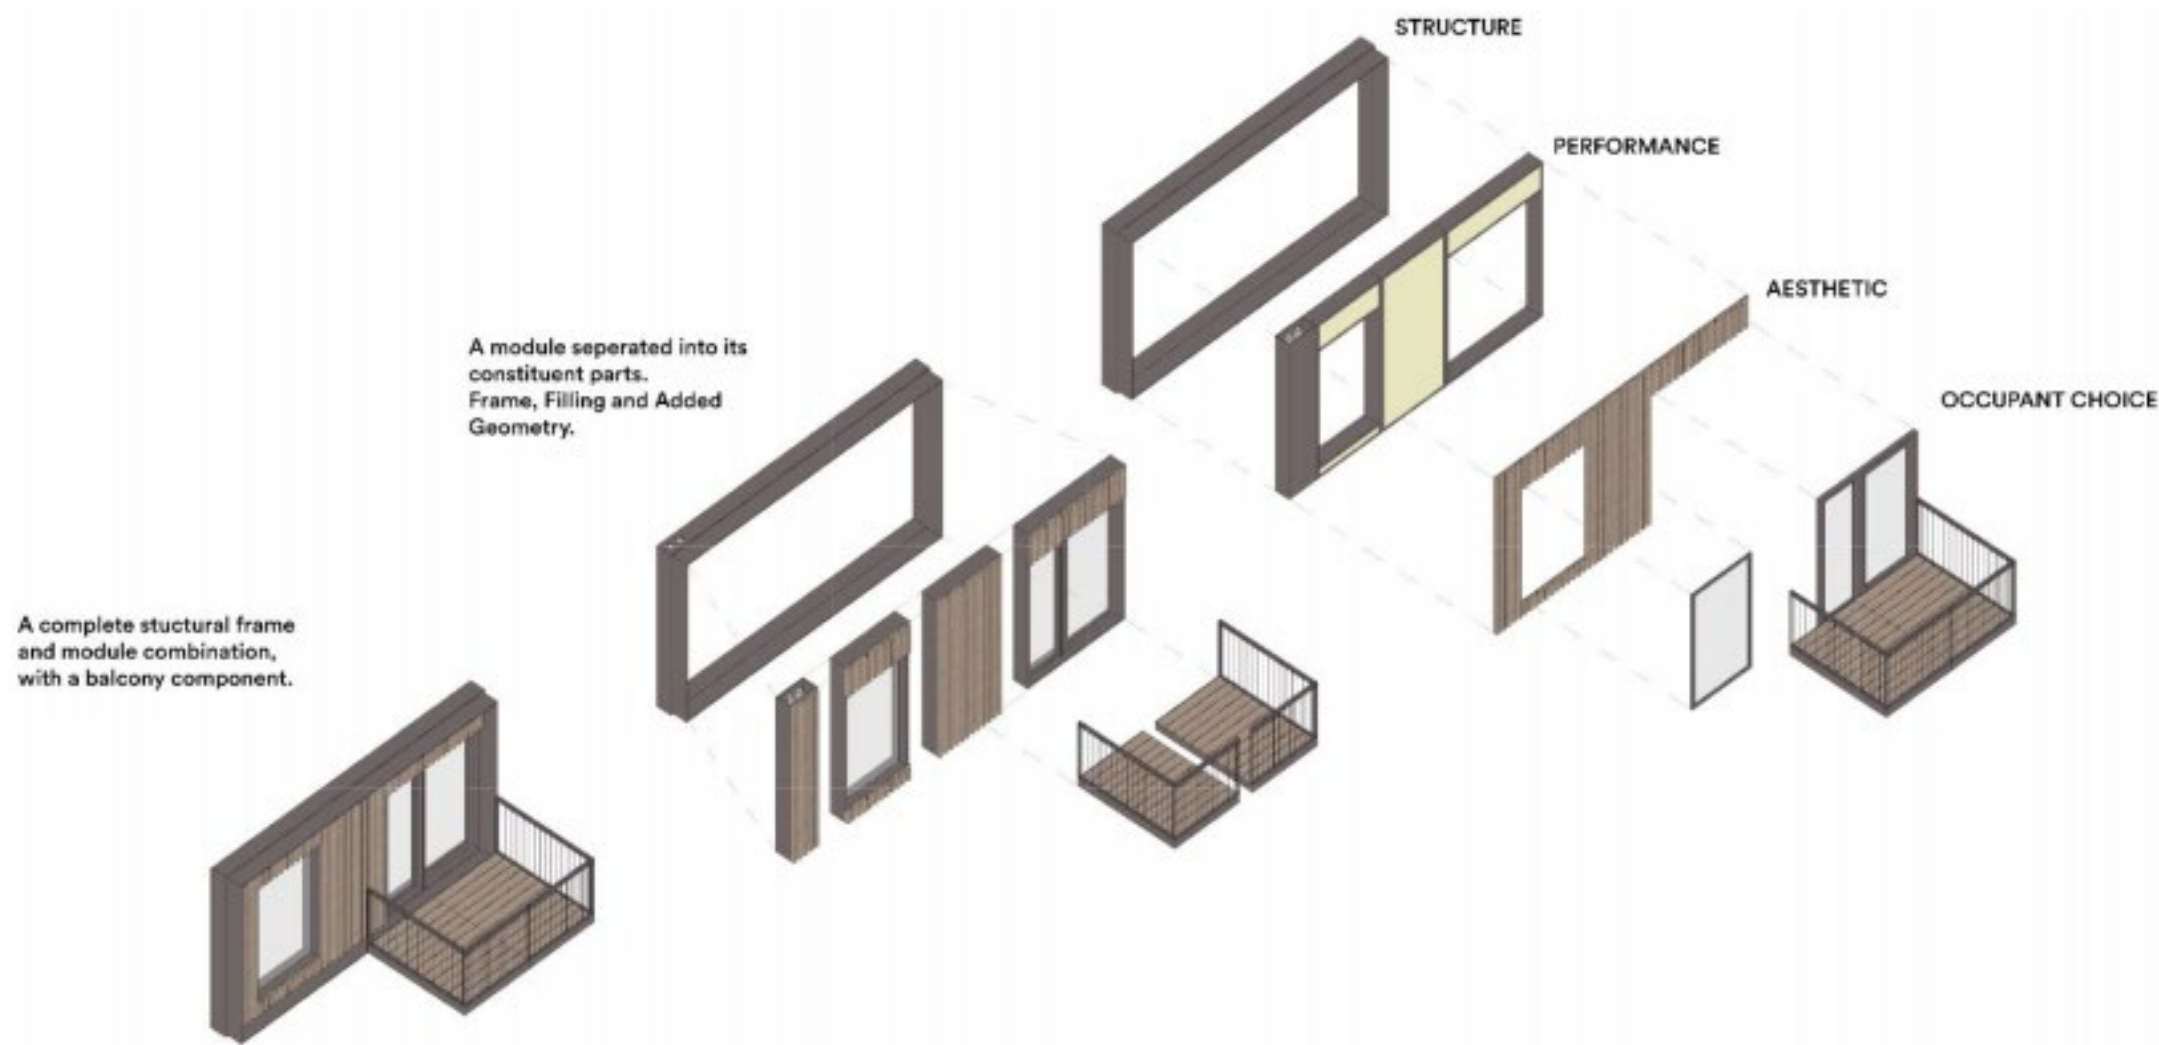 STRUCTURE
PERFORMANCE
AESTHETIC
OCCUPANT CHOICE
A module seperated into its
constituent parts.
Frame, Filling and Added
Geometry.
A complete stuctural frame
and module combination,
with a balcony component.